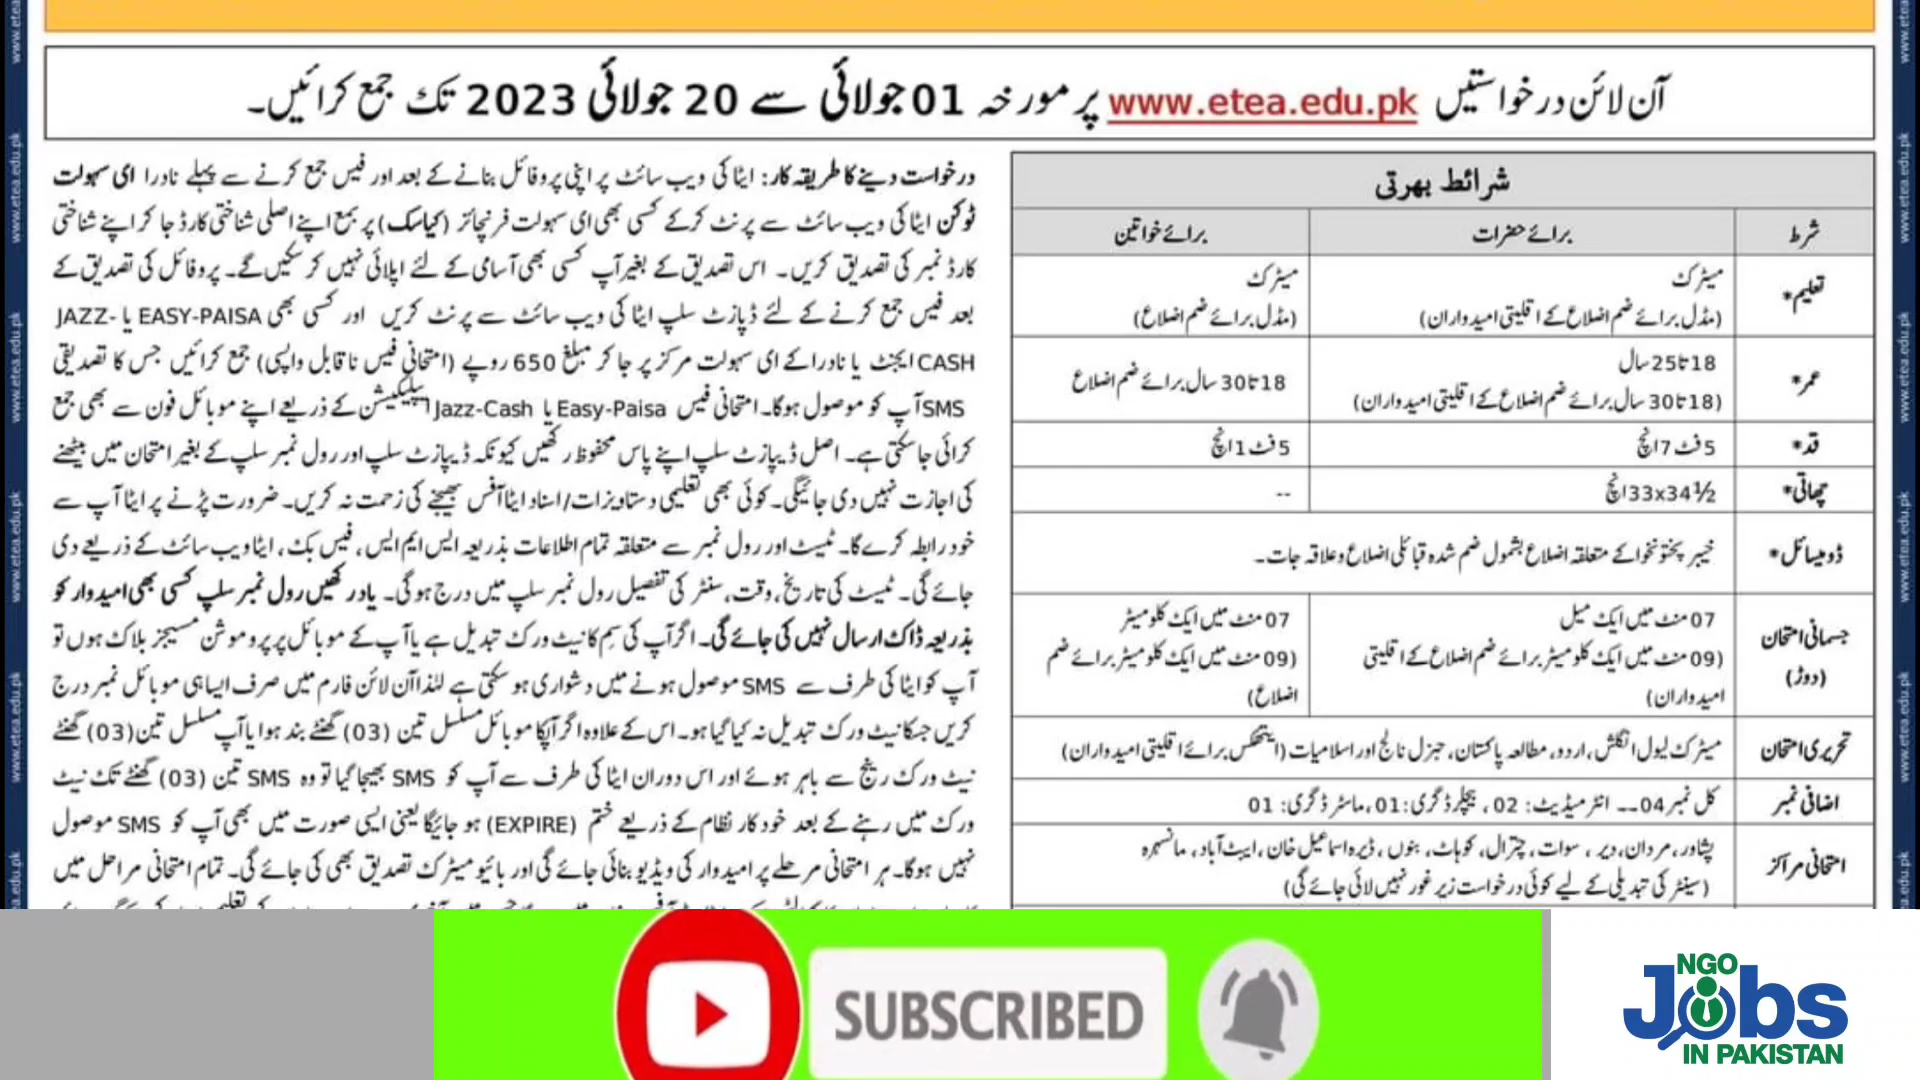 آن لائن درخواستیں www.etea.edu.pk پر مورخہ 01 جولائی سے 20 جولائی 2023 تک جمع کرائیں۔
شرائط بھرتی
شرط برائے حضرات برائے خواتین
تعلیم* میٹرک میٹرک
(مڈل برائے ضم اضلاع کے اقلیتی امیدواران) (مڈل برائے ضم اضلاع)
عمر* 18 تا 25 سال 18 تا 30 سال برائے ضم اضلاع
(18 تا 30 سال برائے ضم اضلاع کے اقلیتی امیدواران)
قد* 5 فٹ 7 انچ 5 فٹ 1 انچ
چھاتی* 33x34½ انچ --
ڈومیسائل* خیبر پختونخوا کے متعلقہ اضلاع بشمول ضم شدہ قبائلی اضلاع و علاقہ جات۔
جسمانی امتحان (دوڑ) 07 منٹ میں ایک میل 07 منٹ میں ایک کلومیٹر
(09 منٹ میں ایک کلومیٹر برائے ضم اضلاع کے اقلیتی امیدواران) (09 منٹ میں ایک کلومیٹر برائے ضم اضلاع)
تحریری امتحان میٹرک لیول انگلش، اردو، مطالعہ پاکستان، جنرل نالج اور اسلامیات (ایتھکس برائے اقلیتی امیدواران)
اضافی نمبر کل نمبر 04 ۔۔ انٹرمیڈیٹ: 02 ، بیچلر ڈگری: 01 ، ماسٹر ڈگری: 01
امتحانی مراکز پشاور، مردان، دیر ، سوات، چترال، کوہاٹ، بنوں ، ڈیرہ اسماعیل خان، ایبٹ آباد، مانسہرہ
(سینٹر کی تبدیلی کے لیے کوئی درخواست زیر غور نہیں لائی جائے گی)
درخواست دینے کا طریقہ کار: ایٹا کی ویب سائٹ پر اپنی پروفائل بنانے کے بعد اور فیس جمع کرنے سے پہلے نادرا ای سہولت
ٹوکن ایٹا کی ویب سائٹ سے پرنٹ کرکے کسی بھی ای سہولت فرنچائز (کیاسک) پر بمع اپنے اصلی شناختی کارڈ جا کر اپنے شناختی
کارڈ نمبر کی تصدیق کریں۔ اس تصدیق کے بغیر آپ کسی بھی آسامی کے لئے اپلائی نہیں کر سکیں گے۔ پروفائل کی تصدیق کے
بعد فیس جمع کرنے کے لئے ڈپازٹ سلپ ایٹا کی ویب سائٹ سے پرنٹ کریں اور کسی بھی EASY-PAISA یا JAZZ-
CASH ایجنٹ یا نادرا کے ای سہولت مرکز پر جا کر مبلغ 650 روپے (امتحانی فیس ناقابل واپسی) جمع کرائیں جس کا تصدیقی
SMS آپ کو موصول ہوگا۔ امتحانی فیس Easy-Paisa یا Jazz-Cash ایپلیکیشن کے ذریعے اپنے موبائل فون سے بھی جمع
کرائی جا سکتی ہے۔ اصل ڈیپازٹ سلپ اپنے پاس محفوظ رکھیں کیونکہ ڈیپازٹ سلپ اور رول نمبر سلپ کے بغیر امتحان میں بیٹھنے
کی اجازت نہیں دی جائیگی۔ کوئی بھی تعلیمی دستاویزات/اسناد ایٹا آفس بھیجنے کی زحمت نہ کریں۔ ضرورت پڑنے پر ایٹا آپ سے
خود رابطہ کرے گا۔ ٹیسٹ اور رول نمبر سے متعلقہ تمام اطلاعات بذریعہ ایس ایم ایس، فیس بک، ایٹا ویب سائٹ کے ذریعے دی
جائے گی۔ ٹیسٹ کی تاریخ، وقت، سنٹر کی تفصیل رول نمبر سلپ میں درج ہوگی۔ یاد رکھیں رول نمبر سلپ کسی بھی امیدوار کو
بذریعہ ڈاک ارسال نہیں کی جائے گی۔ اگر آپ کی سِم کا نیٹ ورک تبدیل ہے یا آپ کے موبائل پر پروموشن مسیجز بلاک ہوں تو
آپ کو ایٹا کی طرف سے SMS موصول ہونے میں دشواری ہو سکتی ہے لہٰذا آن لائن فارم میں صرف ایسا ہی موبائل نمبر درج
کریں جسکا نیٹ ورک تبدیل نہ کیا گیا ہو۔ اس کے علاوہ اگر آپکا موبائل مسلسل تین (03) گھنٹے بند ہوا یا آپ مسلسل تین (03) گھنٹے
نیٹ ورک رینج سے باہر ہوئے اور اس دوران ایٹا کی طرف سے آپ کو SMS بھیجا گیا تو وہ SMS تین (03) گھنٹے تک نیٹ
ورک میں رہنے کے بعد خود کار نظام کے ذریعے ختم (EXPIRE) ہو جائیگا یعنی ایسی صورت میں بھی آپ کو SMS موصول
نہیں ہوگا۔ ہر امتحانی مرحلے پر امیدوار کی ویڈیو بنائی جائے گی اور بائیو میٹرک تصدیق بھی کی جائے گی۔ تمام امتحانی مراحل میں
www.etea.edu.pk
SUBSCRIBED
NGO
Jobs
IN PAKISTAN